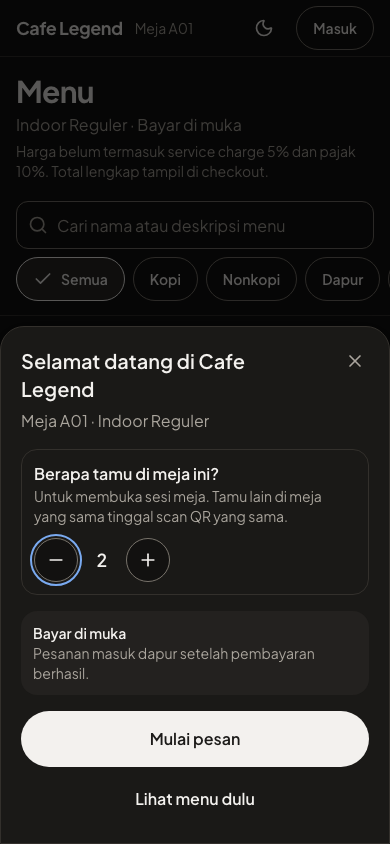 Cafe Legend Meja A01 Masuk
Menu
Indoor Reguler · Bayar di muka
Harga belum termasuk service charge 5% dan pajak
10%. Total lengkap tampil di checkout.
Cari nama atau deskripsi menu
Semua Kopi Nonkopi Dapur
Selamat datang di Cafe
Legend
Meja A01 · Indoor Reguler
Berapa tamu di meja ini?
Untuk membuka sesi meja. Tamu lain di meja
yang sama tinggal scan QR yang sama.
2
Bayar di muka
Pesanan masuk dapur setelah pembayaran
berhasil.
Mulai pesan
Lihat menu dulu